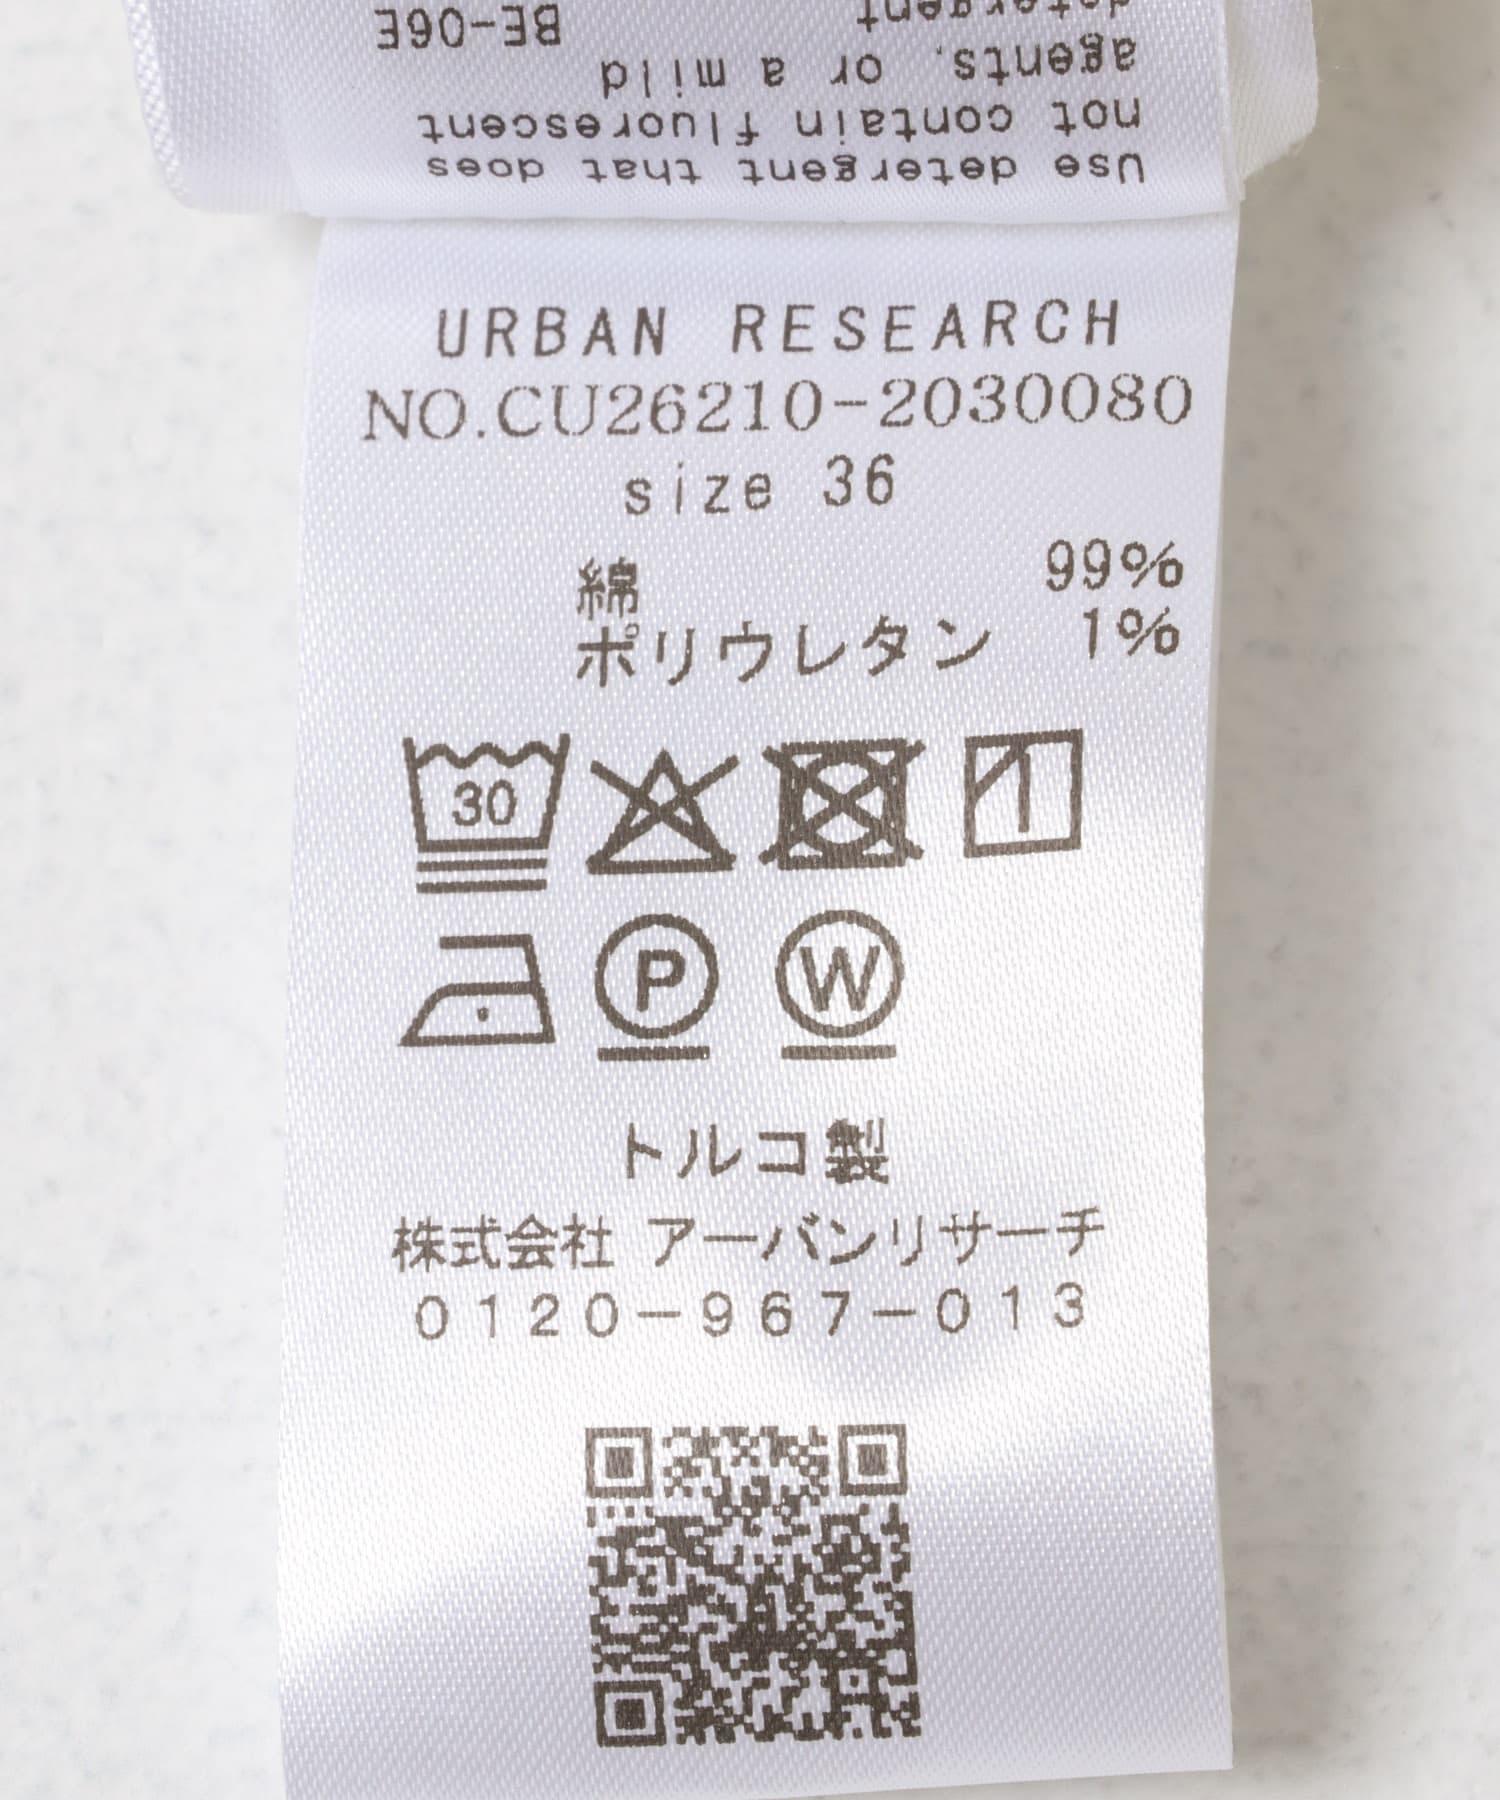 Use detergent that does
not contain fluorescent
agents, or a mild
detergent
BE-06E
URBAN RESEARCH
NO.CU26210-2030080
size 36
綿 99%
ポリウレタン 1%
30
P W
トルコ製
株式会社 アーバンリサーチ
0120-967-013